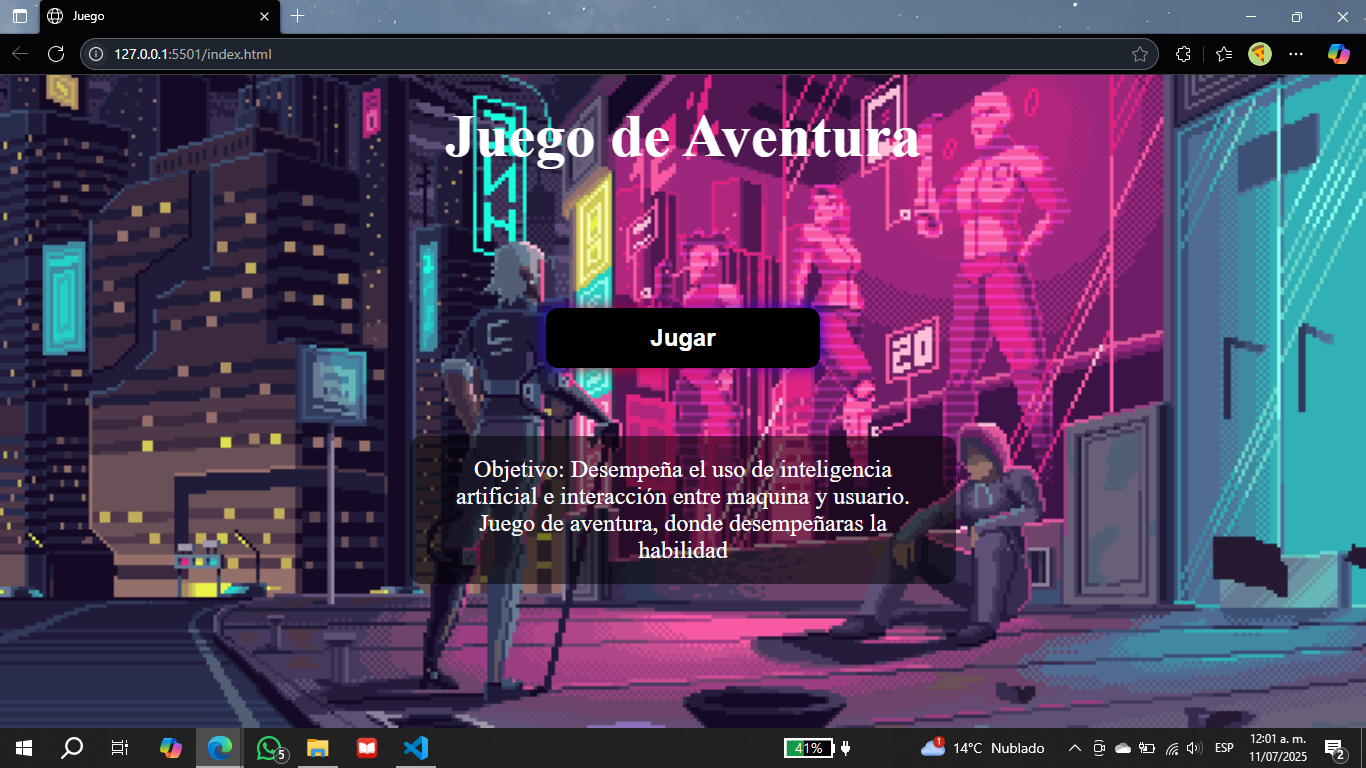 Juego
127.0.0.1:5501/index.html
Juego de Aventura
20
Jugar
Objetivo: Desempeña el uso de inteligencia
artificial e interacción entre maquina y usuario.
Juego de aventura, donde desempeñaras la
habilidad
5
41%
1
14°C Nublado
ESP
12:01 a. m.
11/07/2025
2